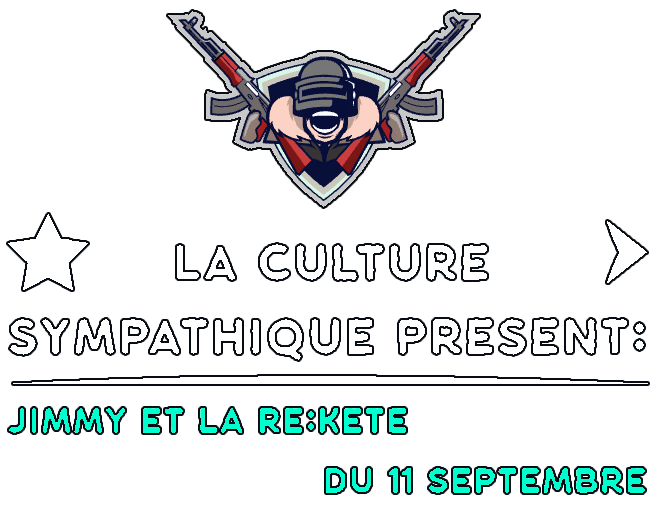 LA CULTURE
SYMPATHIQUE PRESENT:
JIMMY ET LA RE:KETE
DU 11 SEPTEMBRE